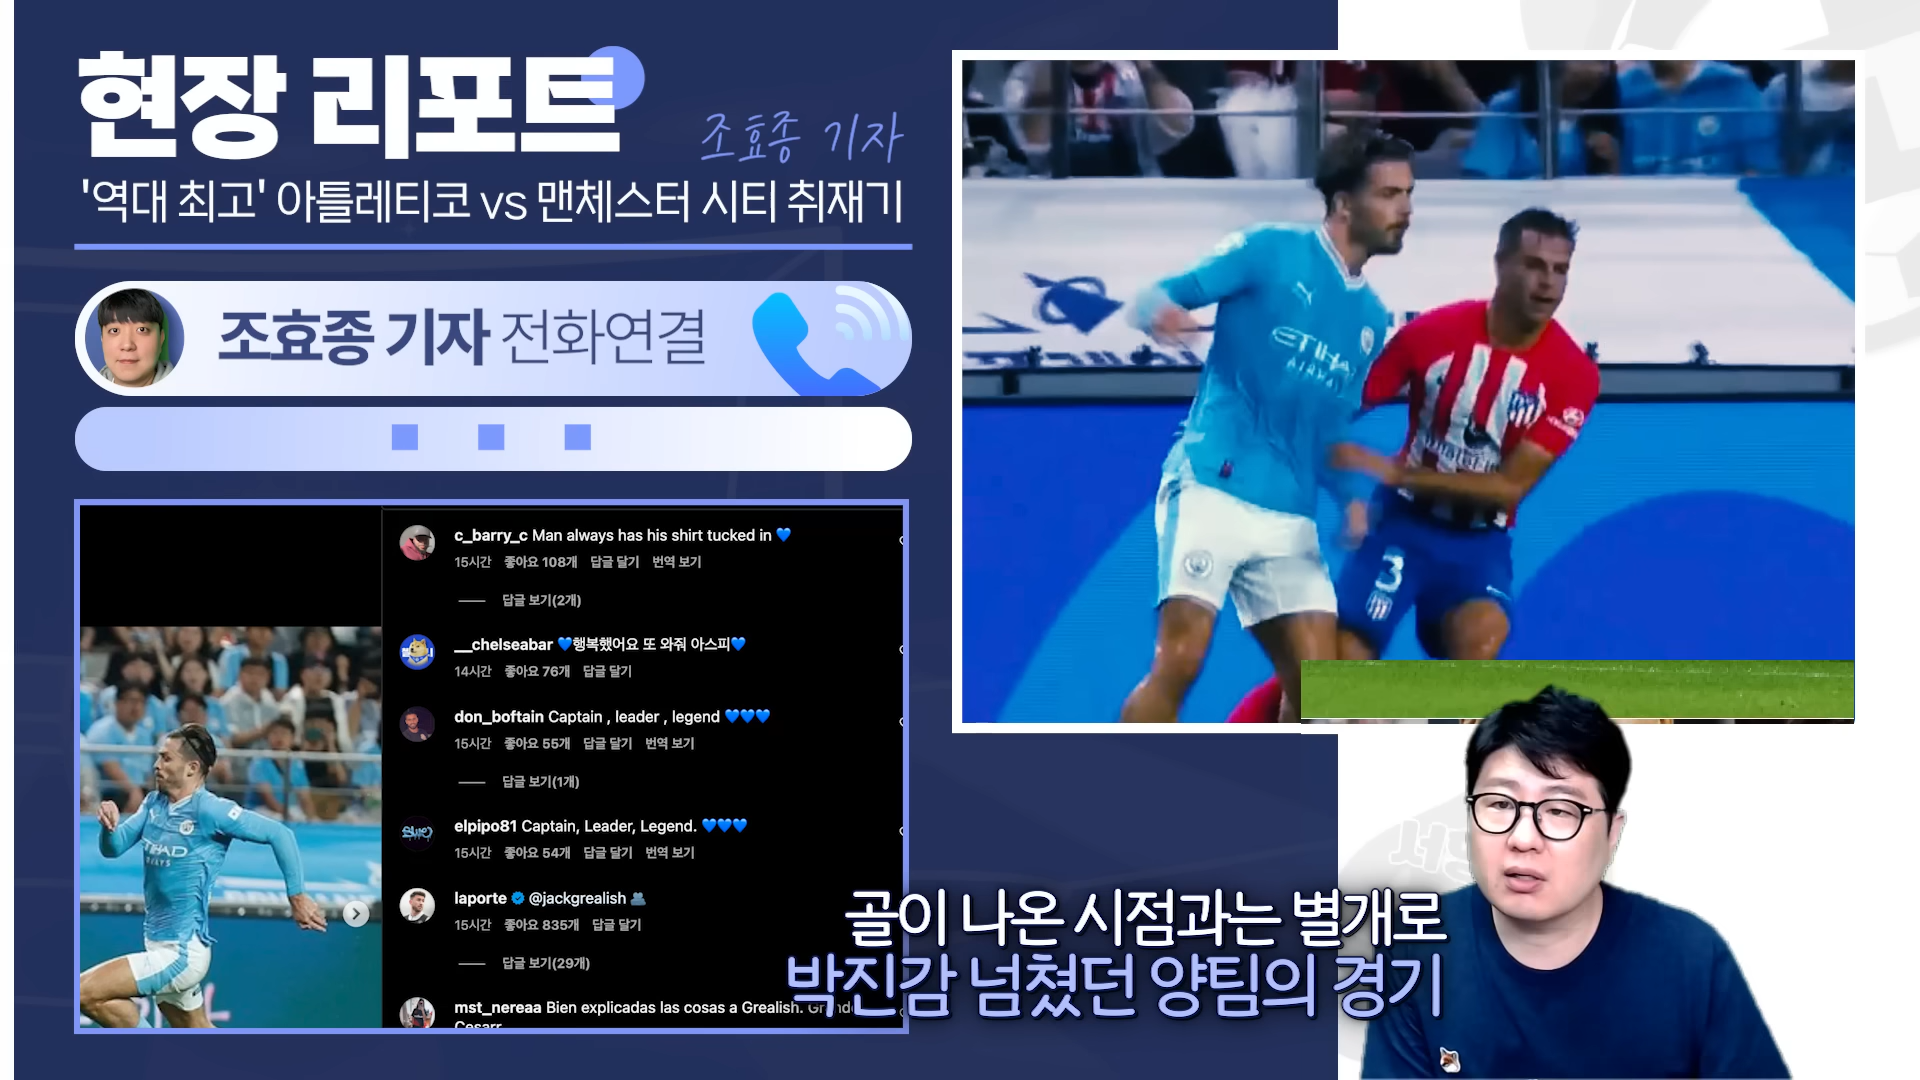 현장 리포트
조효종 기자
'역대 최고' 아틀레티코 vs 맨체스터 시티 취재기
조효종 기자 전화연결
c_barry_c Man always has his shirt tucked in 💙
15시간 좋아요 108개 답글 달기 번역 보기
답글 보기(2개)
__chelseabar 💙행복했어요 또 와줘 아스피💙
14시간 좋아요 76개 답글 달기
don_boftain Captain , leader , legend 💙💙💙
15시간 좋아요 55개 답글 달기 번역 보기
답글 보기(1개)
elpipo81 Captain, Leader, Legend. 💙💙💙
15시간 좋아요 54개 답글 달기 번역 보기
laporte @jackgrealish 🫂
15시간 좋아요 835개 답글 달기
답글 보기(29개)
mst_nereaa Bien explicadas las cosas a Grealish.
ETIHAD
AIRWAYS
3
ETIHAD
골이 나온 시점과는 별개로
박진감 넘쳤던 양팀의 경기